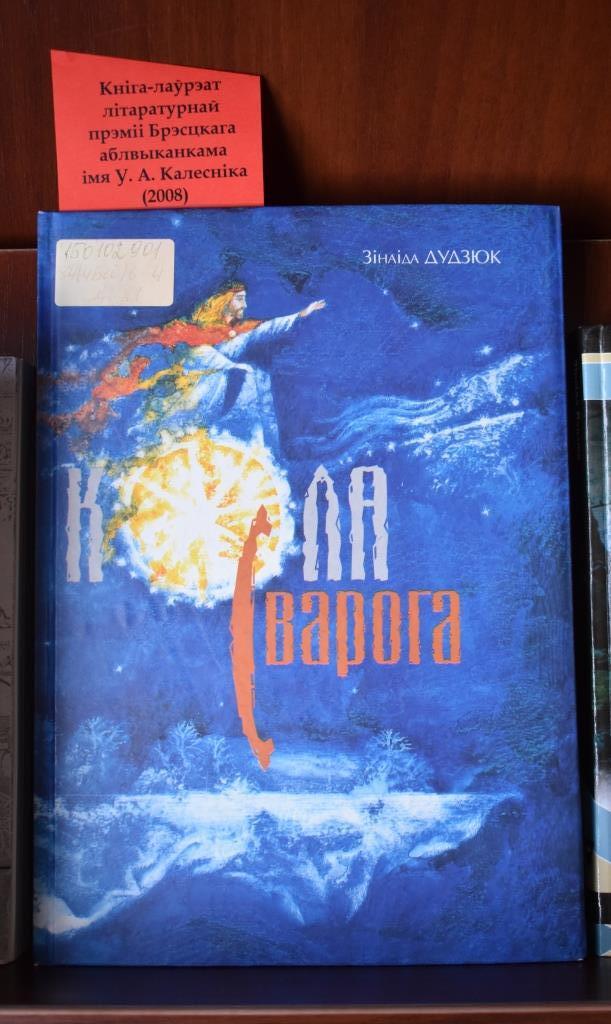 Кніга-лаўрэат
літаратурнай
прэміі Брэсцкага
аблвыканкама
імя У. А. Калесніка
(2008)
Зінаіда ДУДЗЮК
КОЛА
Сварога